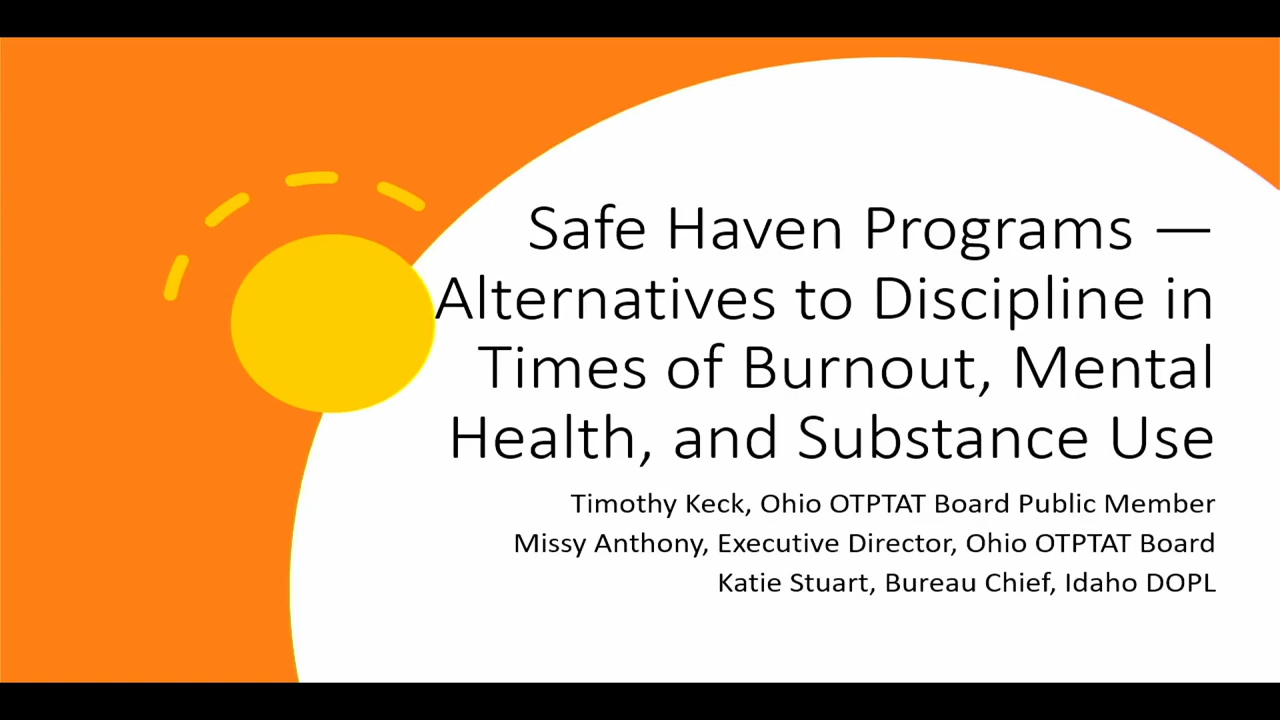 Safe Haven Programs —
Alternatives to Discipline in
Times of Burnout, Mental
Health, and Substance Use
Timothy Keck, Ohio OTPTAT Board Public Member
Missy Anthony, Executive Director, Ohio OTPTAT Board
Katie Stuart, Bureau Chief, Idaho DOPL